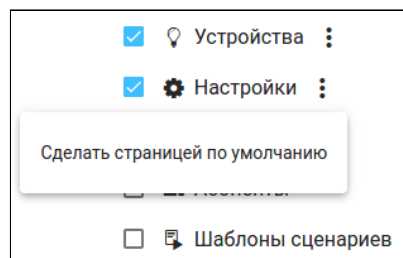 Устройства
Настройки
Сделать страницей по умолчанию
Шаблоны сценариев